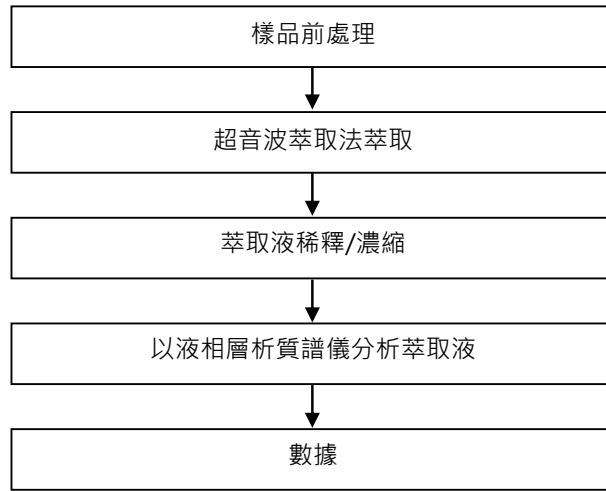 樣品前處理
超音波萃取法萃取
萃取液稀釋/濃縮
以液相層析質譜儀分析萃取液
數據